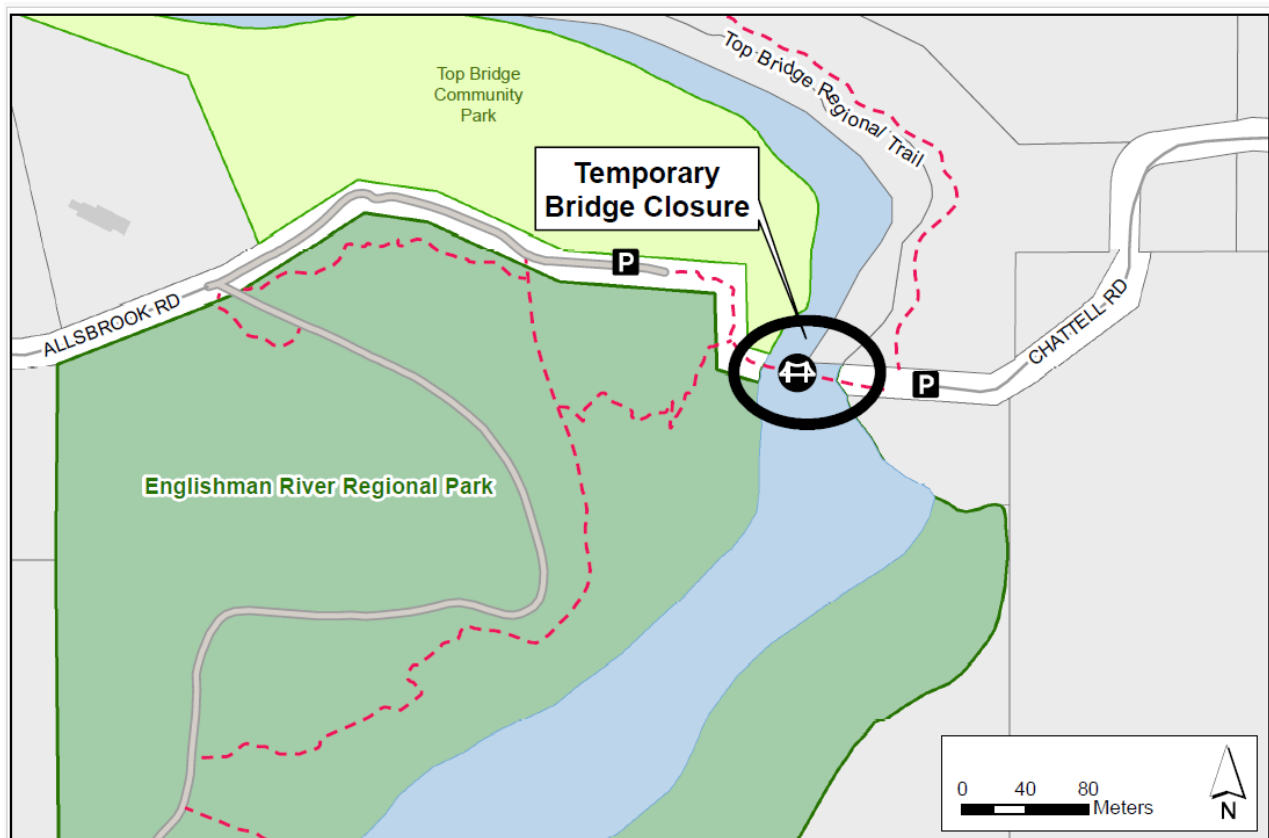 Top Bridge
Community
Park
Top Bridge Regional Trail
Temporary
Bridge Closure
P
ALLSBROOK RD
CHATTELL RD
P
Englishman River Regional Park
0 40 80
Meters
N